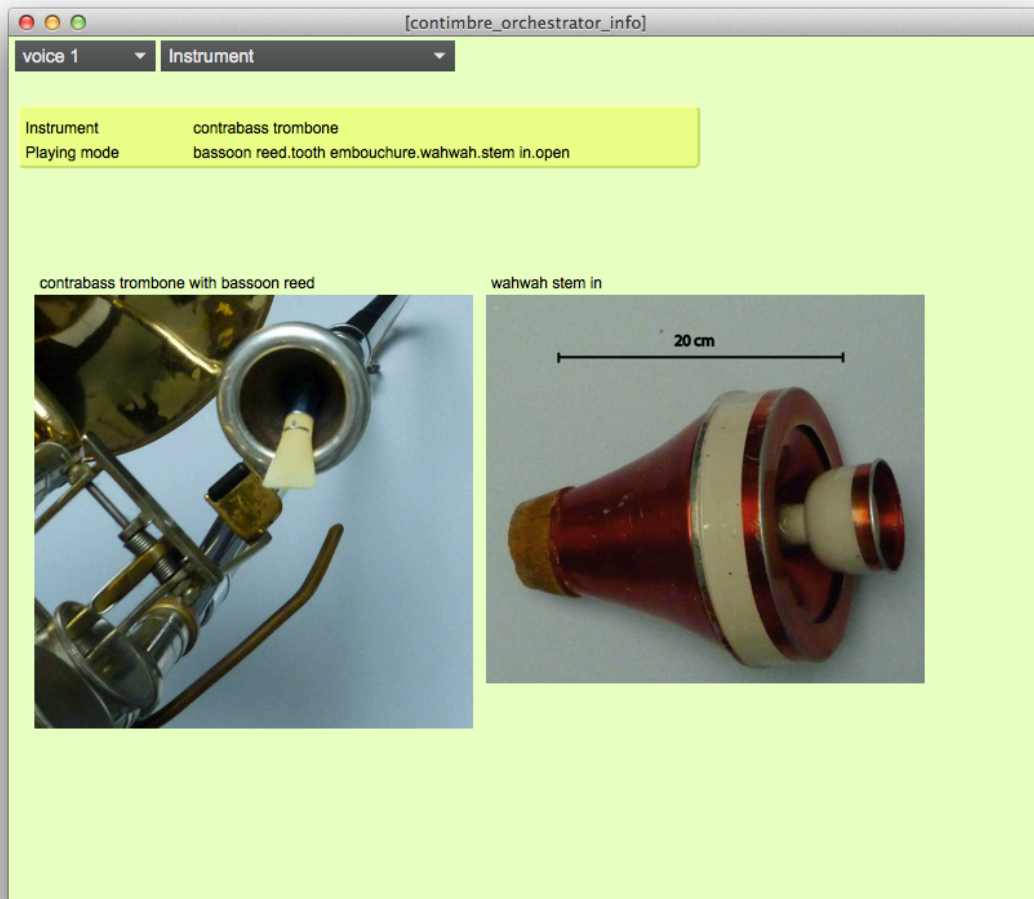 [contimbre_orchestrator_info]
voice 1 Instrument
Instrument contrabass trombone
Playing mode bassoon reed.tooth embouchure.wahwah.stem in.open
contrabass trombone with bassoon reed wahwah stem in
20 cm